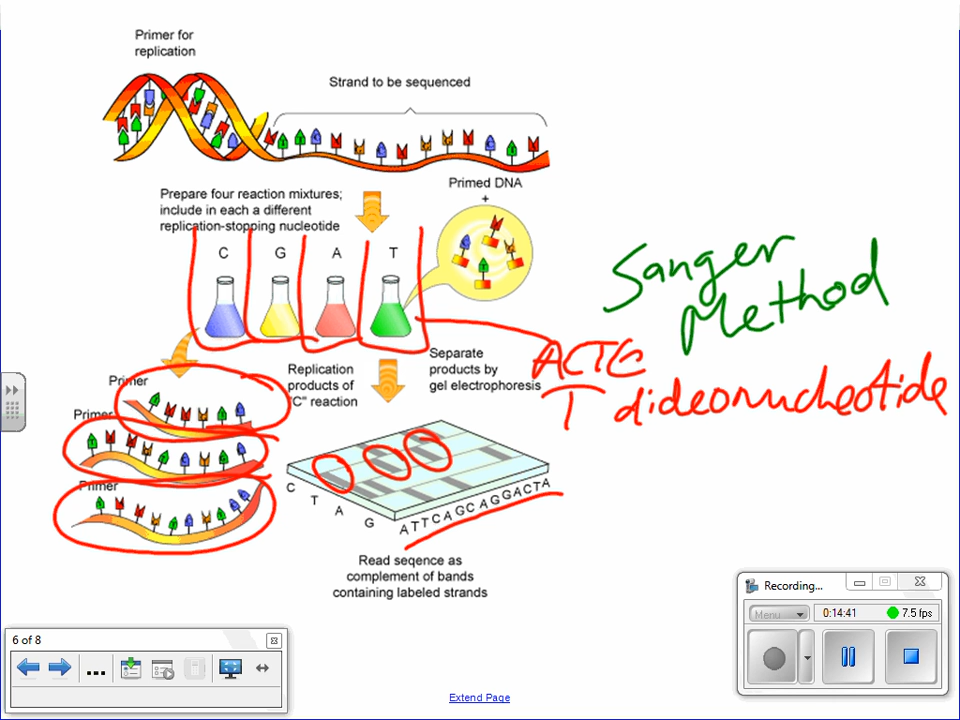 Primer for
replication
Strand to be sequenced
Primed DNA
+
Prepare four reaction mixtures;
include in each a different
replication-stopping nucleotide
C G A T
Sanger
Method
Replication
products of
"C" reaction
Separate
products by
gel electrophoresis
ACTG
T dideonucheotide
Primer
Primer
Primer
C
T
A
G
ATTCAGCAGGACTA
Read seqence as
complement of bands
containing labeled strands
Recording...
Menu
0:14:41
7.5 fps
6 of 8
Extend Page